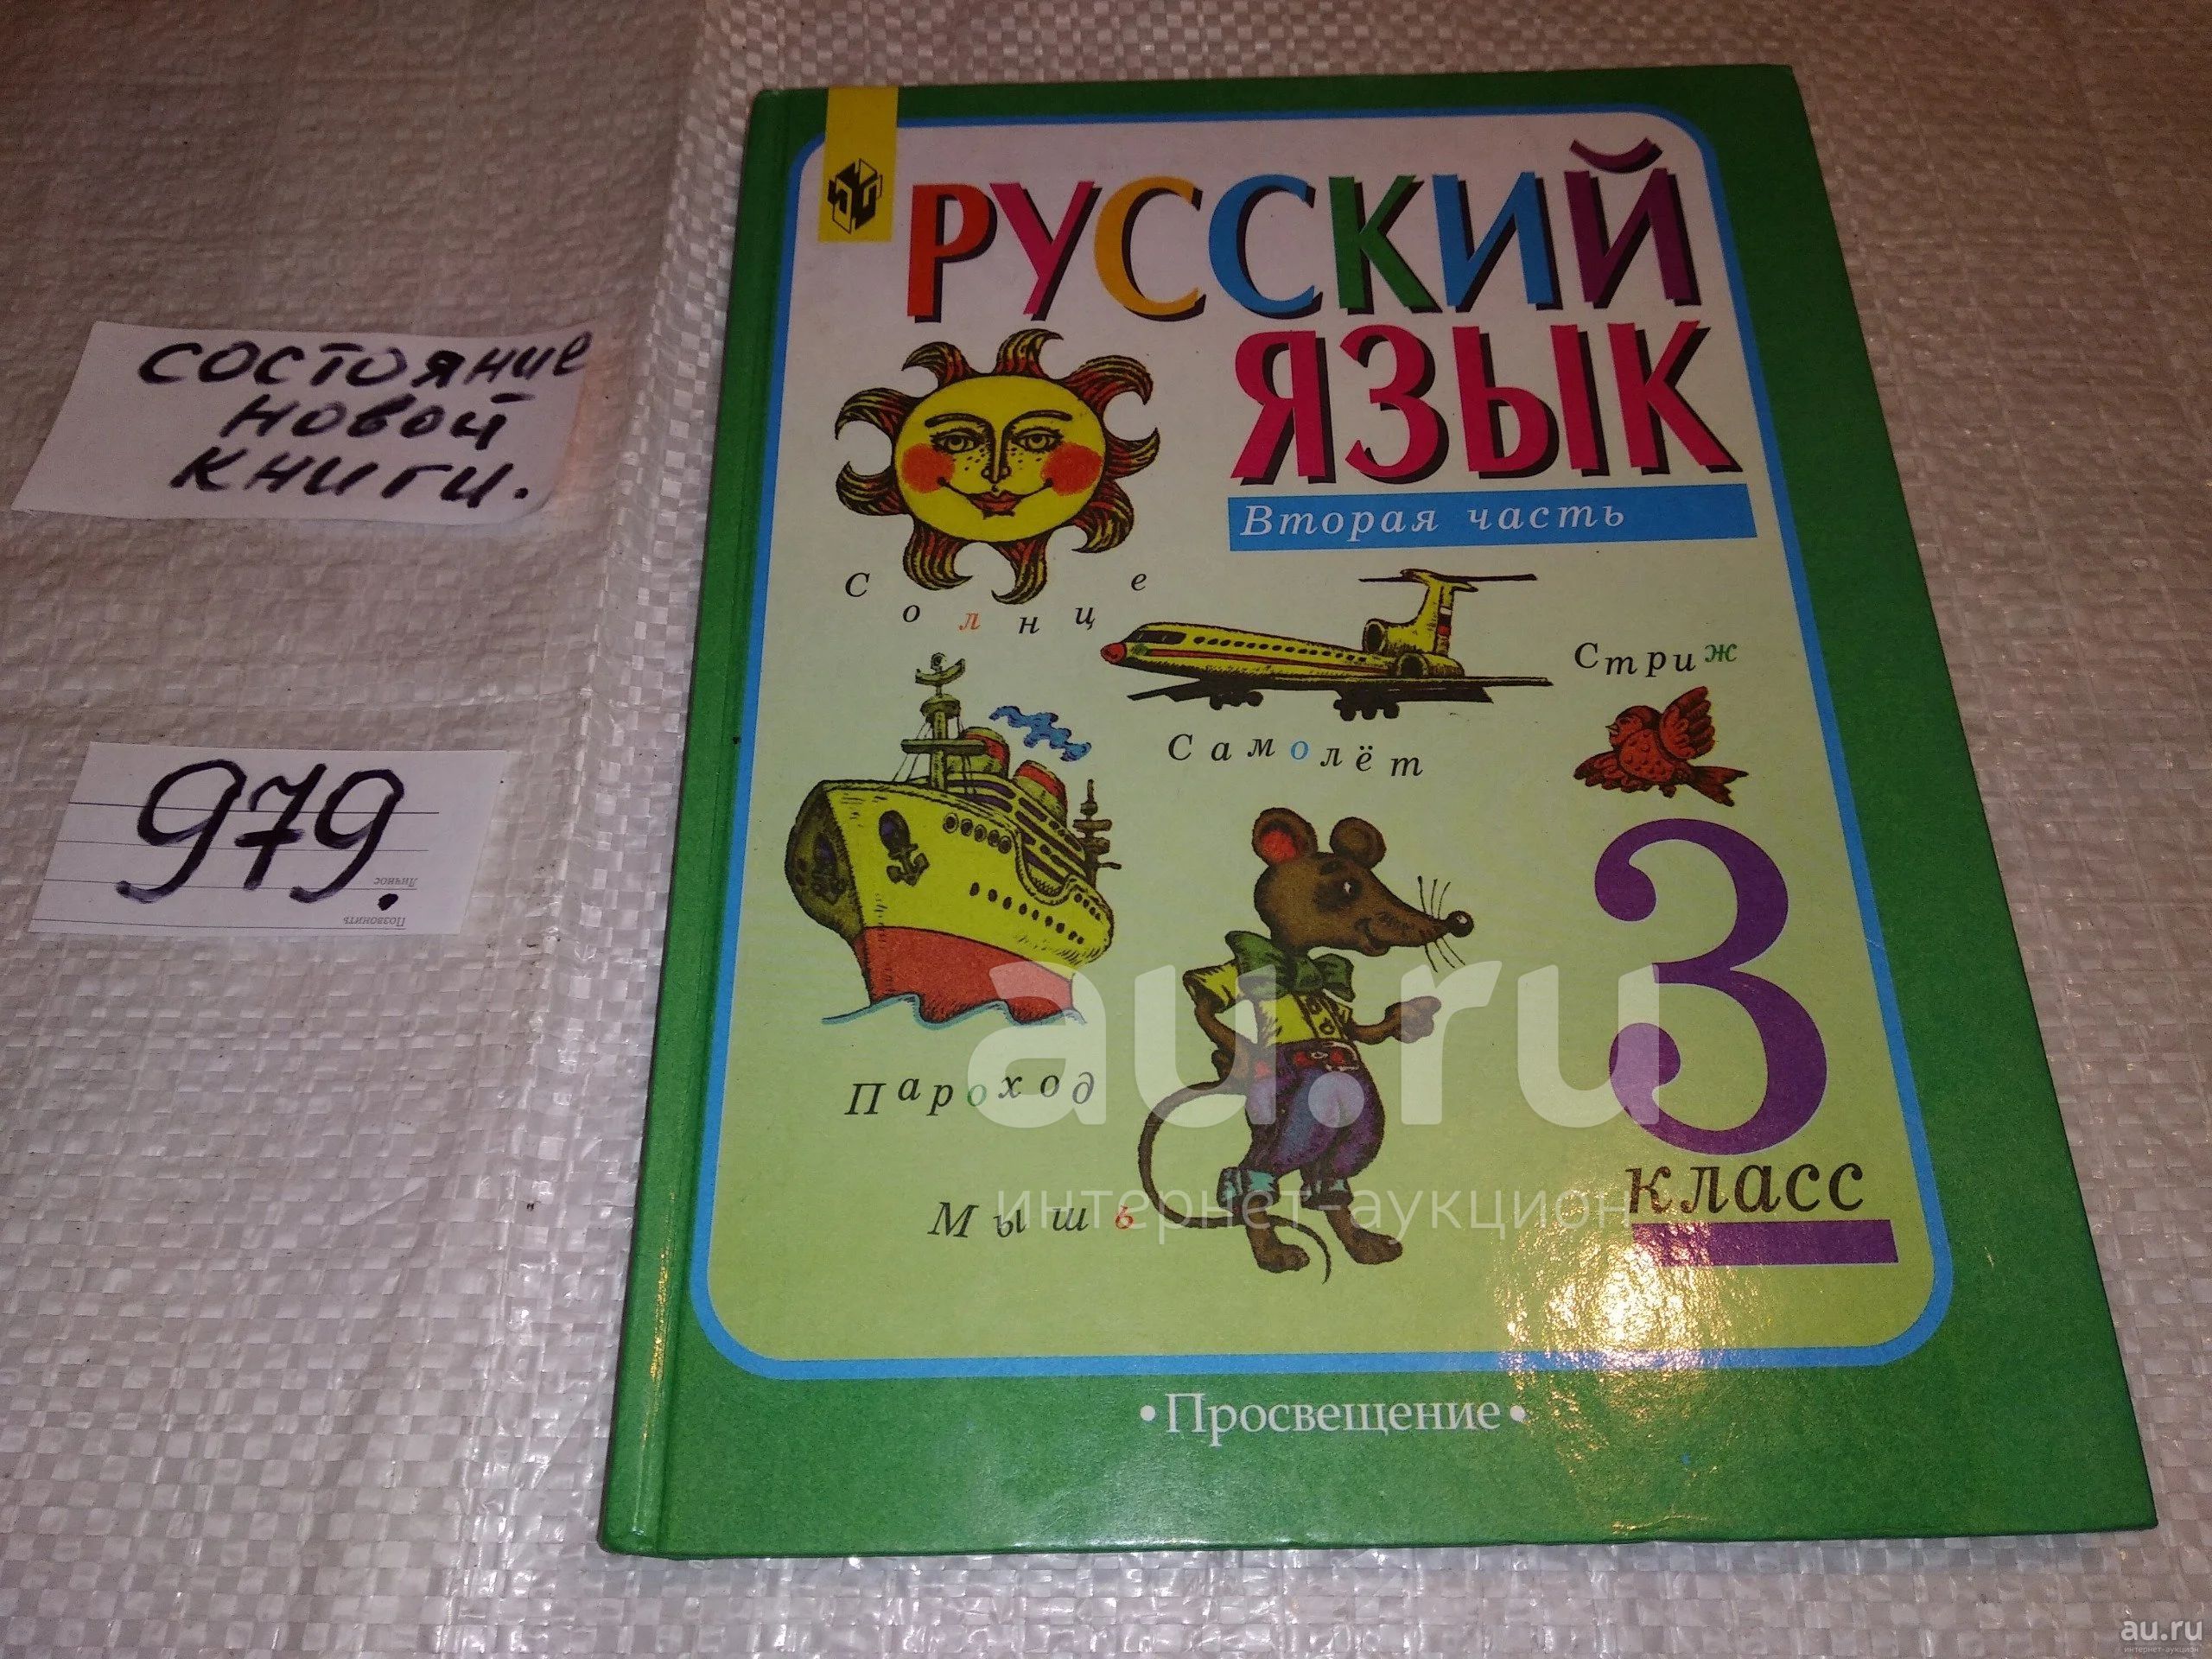 состояние
новой
книги.
979.
Личнос
Позвонить
РУССКИЙ
ЯЗЫК
Вторая часть
Солнце
Самолёт
Стриж
Пароход
Мышь
3
класс
•Просвещение•
au.ru
интернет-аукцион
au.ru
интернет-аукцион